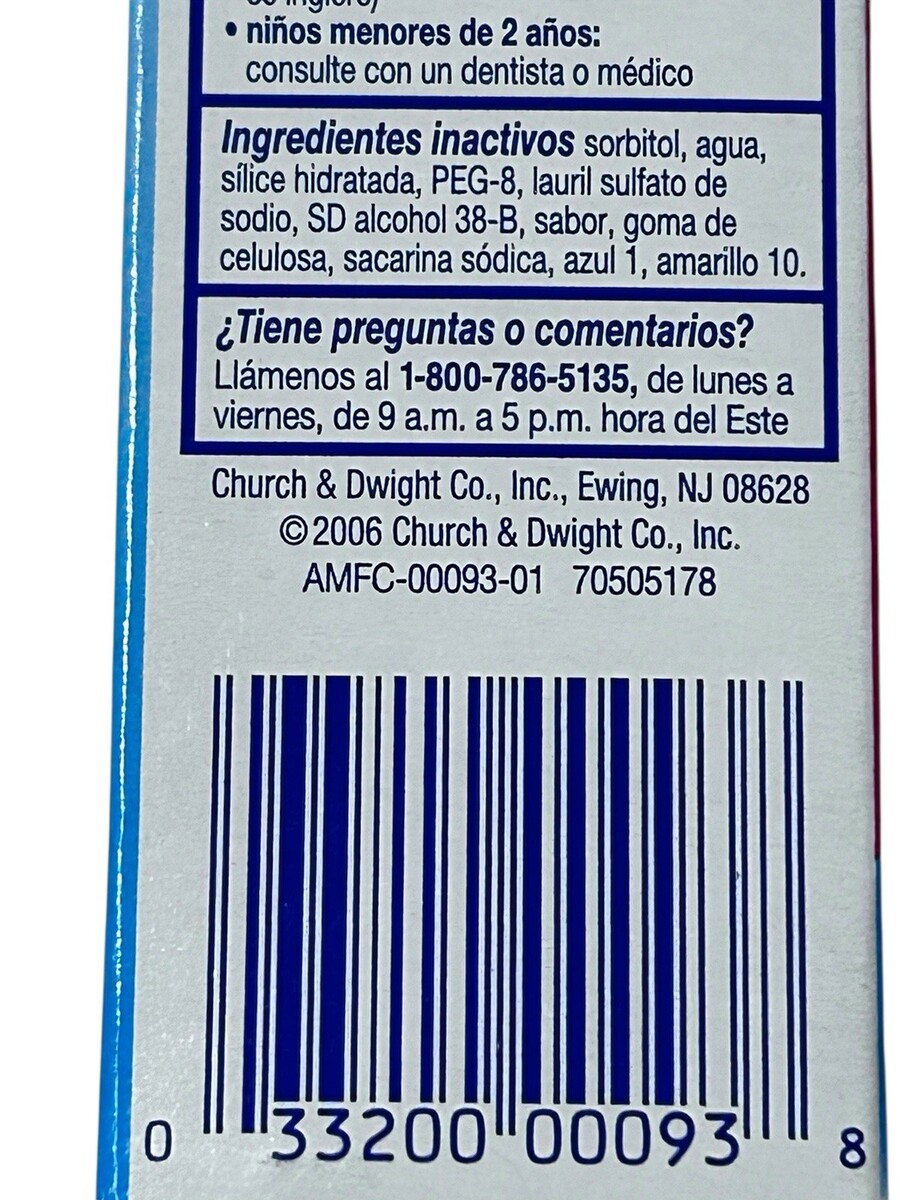 • niños menores de 2 años:
consulte con un dentista o médico
Ingredientes inactivos sorbitol, agua,
sílice hidratada, PEG-8, lauril sulfato de
sodio, SD alcohol 38-B, sabor, goma de
celulosa, sacarina sódica, azul 1, amarillo 10.
¿Tiene preguntas o comentarios?
Llámenos al 1-800-786-5135, de lunes a
viernes, de 9 a.m. a 5 p.m. hora del Este
Church & Dwight Co., Inc., Ewing, NJ 08628
©2006 Church & Dwight Co., Inc.
AMFC-00093-01 70505178
0 33200 00093 8